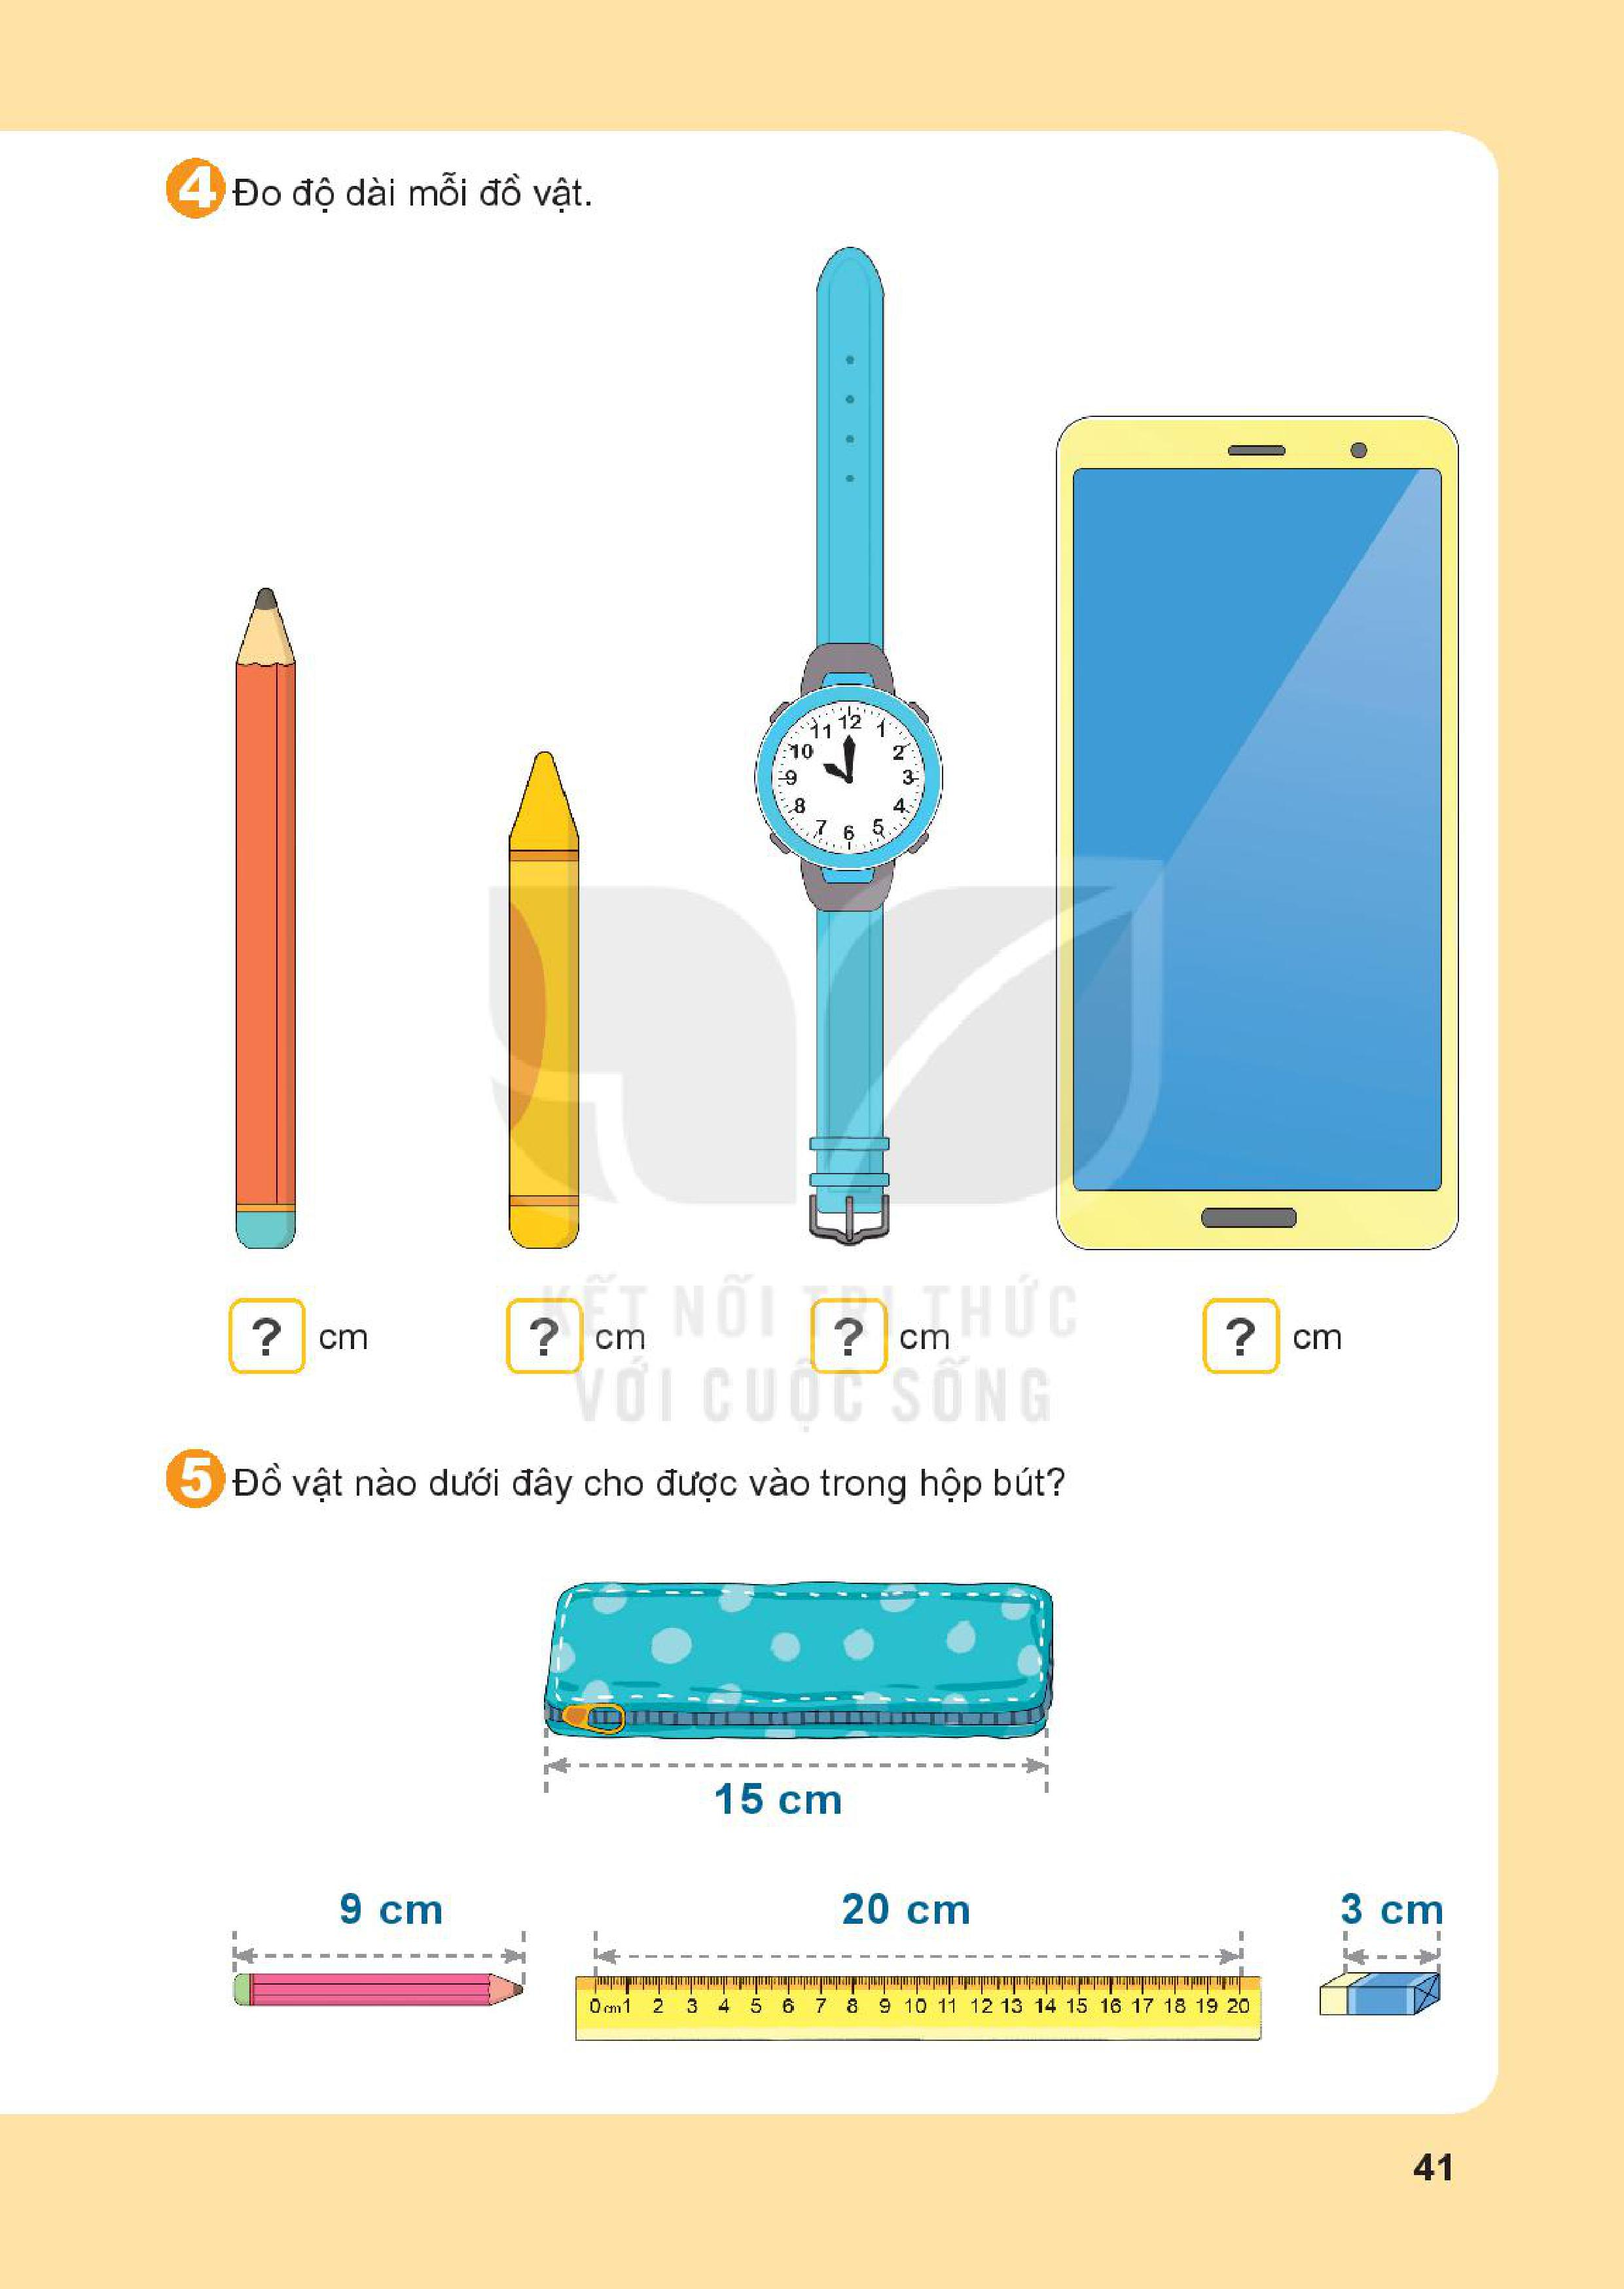 4 Đo độ dài mỗi đồ vật.
11 12 1
10 2
9 3
8 4
7 6 5
? cm ? cm ? cm ? cm
KẾT NỐI TRI THỨC
VỚI CUỘC SỐNG
5 Đồ vật nào dưới đây cho được vào trong hộp bút?
15 cm
9 cm 20 cm 3 cm
0 cm 1 2 3 4 5 6 7 8 9 10 11 12 13 14 15 16 17 18 19 20
41